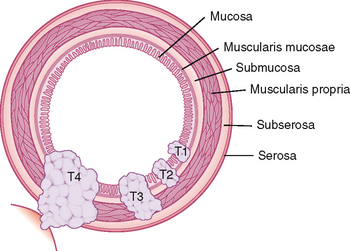 Mucosa
Muscularis mucosae
Submucosa
Muscularis propria
Subserosa
Serosa
T1
T2
T3
T4